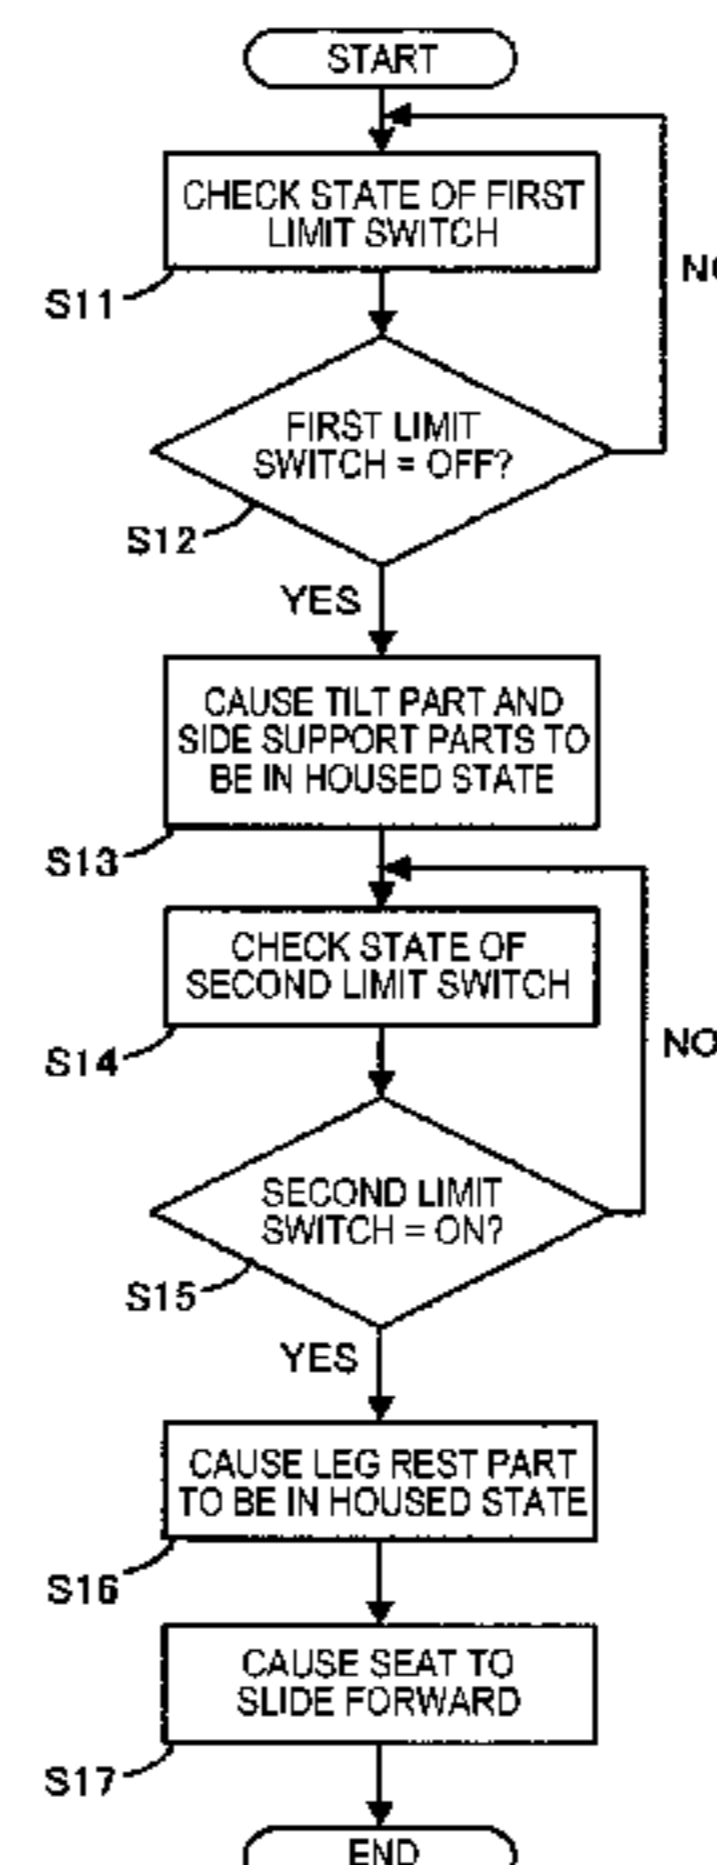 START
CHECK STATE OF FIRST
LIMIT SWITCH
S11
NO
FIRST LIMIT
SWITCH = OFF?
S12
YES
CAUSE TILT PART AND
SIDE SUPPORT PARTS TO
BE IN HOUSED STATE
S13
CHECK STATE OF
SECOND LIMIT SWITCH
S14
NO
SECOND LIMIT
SWITCH = ON?
S15
YES
CAUSE LEG REST PART
TO BE IN HOUSED STATE
S16
CAUSE SEAT TO
SLIDE FORWARD
S17
END